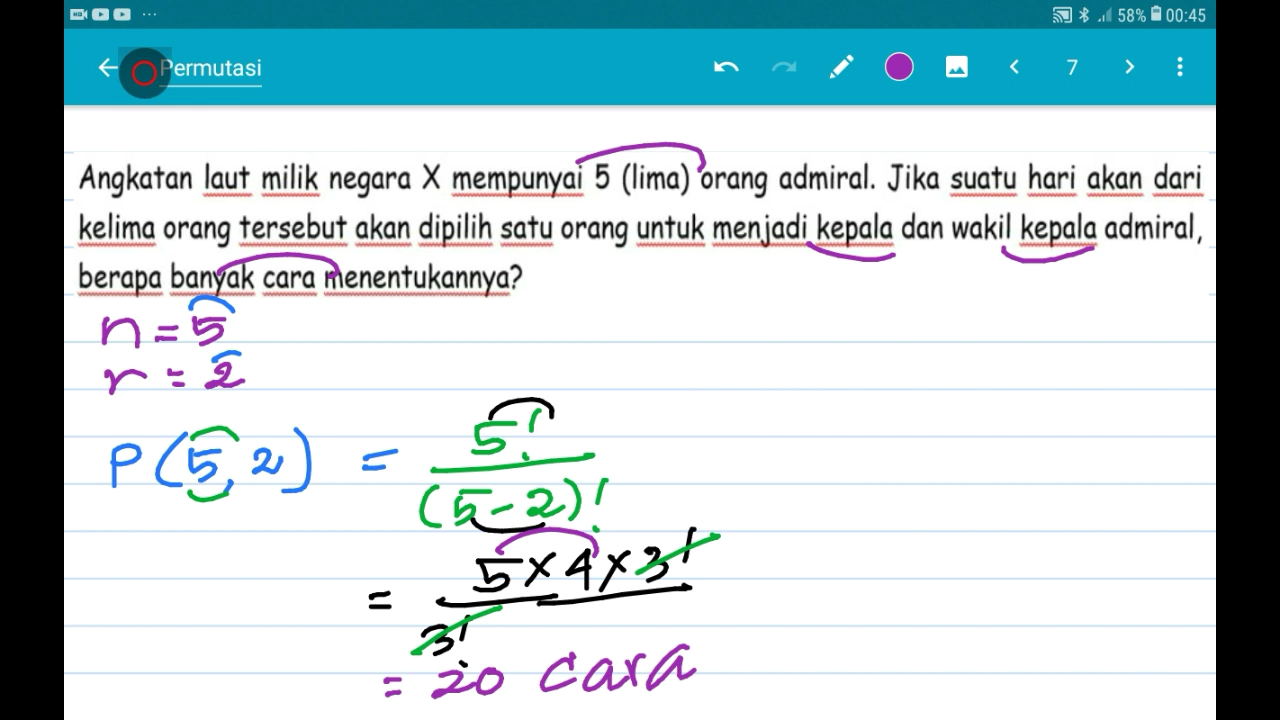 HD ... 58% 00:45
Permutasi 7
Angkatan laut milik negara X mempunyai 5 (lima) orang admiral. Jika suatu hari akan dari
kelima orang tersebut akan dipilih satu orang untuk menjadi kepala dan wakil kepala admiral,
berapa banyak cara menentukannya?
n = 5
r = 2
P(5,2) = 5!
(5-2)!
= 5×4×3!
3!
= 20 cara